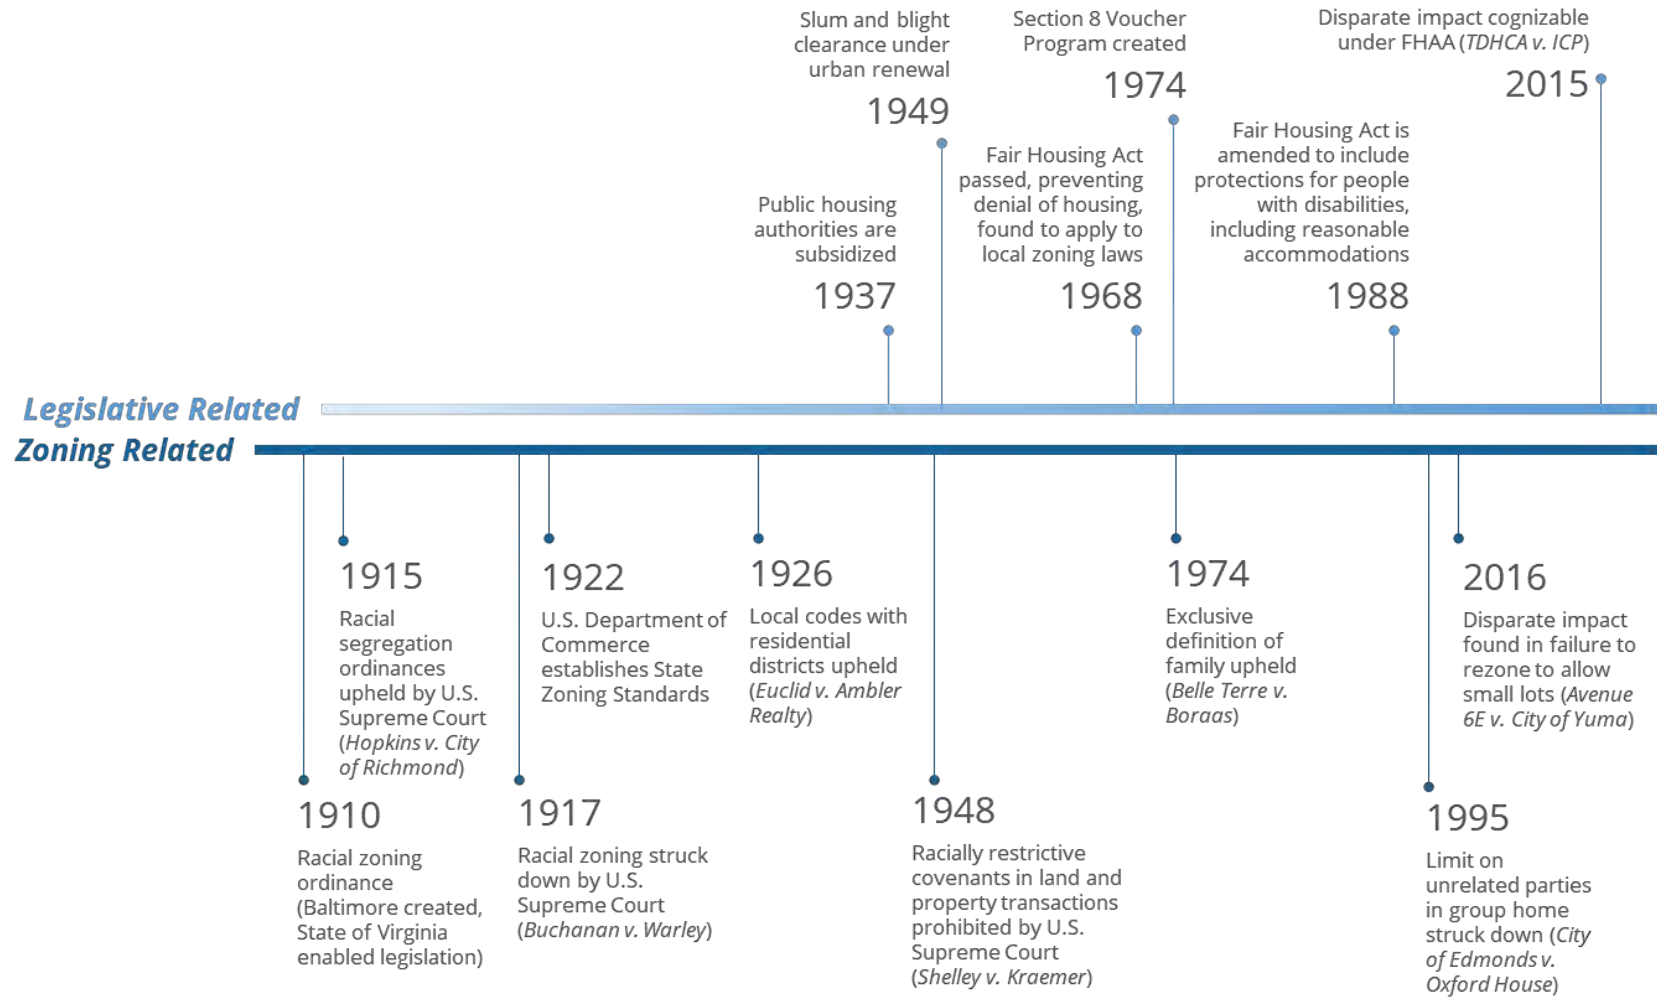 Slum and blight
clearance under
urban renewal
1949
Section 8 Voucher
Program created
1974
Disparate impact cognizable
under FHAA (TDHCA v. ICP)
2015
Public housing
authorities are
subsidized
1937
Fair Housing Act
passed, preventing
denial of housing,
found to apply to
local zoning laws
1968
Fair Housing Act is
amended to include
protections for people
with disabilities,
including reasonable
accommodations
1988
Legislative Related
Zoning Related
1915
Racial
segregation
ordinances
upheld by U.S.
Supreme Court
(Hopkins v. City
of Richmond)
1922
U.S. Department of
Commerce
establishes State
Zoning Standards
1926
Local codes with
residential
districts upheld
(Euclid v. Ambler
Realty)
1974
Exclusive
definition of
family upheld
(Belle Terre v.
Boraas)
2016
Disparate impact
found in failure to
rezone to allow
small lots (Avenue
6E v. City of Yuma)
1910
Racial zoning
ordinance
(Baltimore created,
State of Virginia
enabled legislation)
1917
Racial zoning struck
down by U.S.
Supreme Court
(Buchanan v. Warley)
1948
Racially restrictive
covenants in land and
property transactions
prohibited by U.S.
Supreme Court
(Shelley v. Kraemer)
1995
Limit on
unrelated parties
in group home
struck down (City
of Edmonds v.
Oxford House)